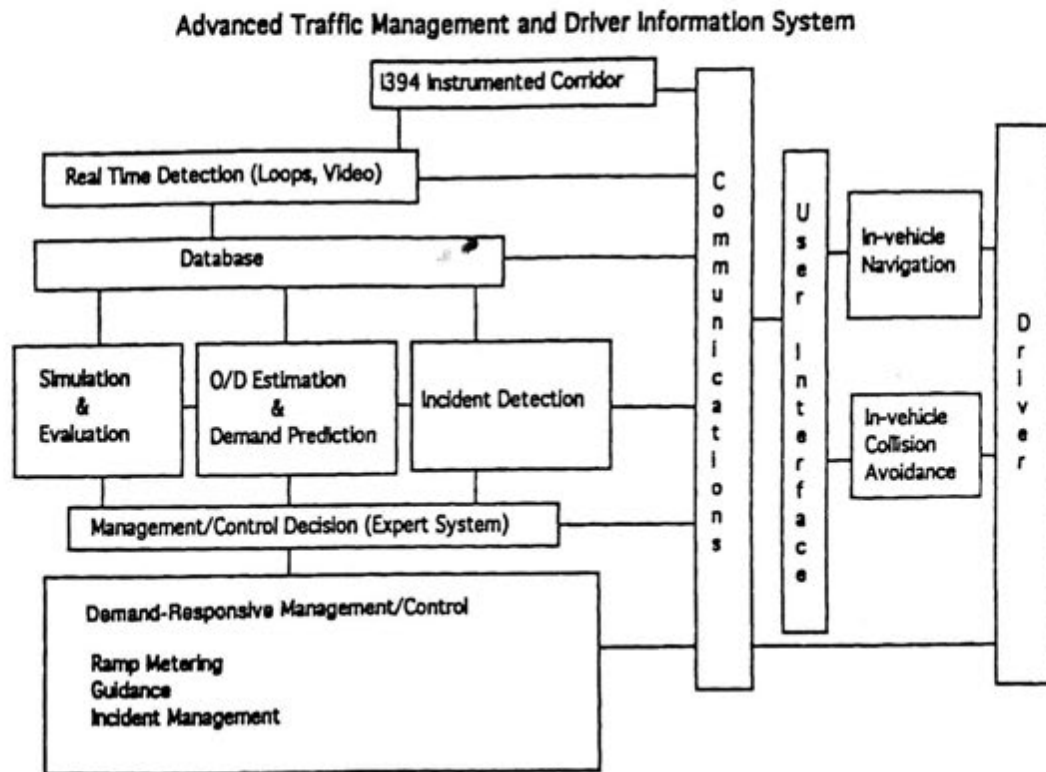 Advanced Traffic Management and Driver Information System
I394 Instrumented Corridor
Real Time Detection (Loops, Video)
Database
Simulation
&
Evaluation
O/D Estimation
&
Demand Prediction
Incident Detection
Management/Control Decision (Expert System)
Demand-Responsive Management/Control
Ramp Metering
Guidance
Incident Management
Communications
User Interface
In-vehicle
Navigation
In-vehicle
Collision
Avoidance
Driver